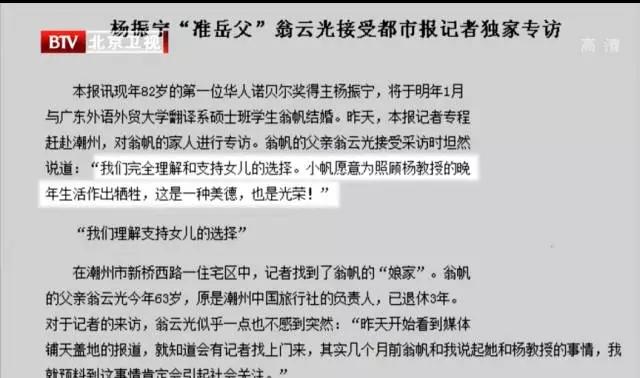 杨振宁“准岳父”翁云光接受都市报记者独家专访
BTV 北京卫视
高清
本报讯现年82岁的第一位华人诺贝尔奖得主杨振宁，将于明年1月
与广东外语外贸大学翻译系硕士班学生翁帆结婚。昨天，本报记者专程
赶赴潮州，对翁帆的家人进行专访。翁帆的父亲翁云光接受采访时坦然
说道：“我们完全理解和支持女儿的选择。小帆愿意为照顾杨教授的晚
年生活作出牺牲，这是一种美德，也是光荣！”
“我们理解支持女儿的选择”
在潮州市新桥西路一住宅区中，记者找到了翁帆的“娘家”。翁帆
的父亲翁云光今年63岁，原是潮州中国旅行社的负责人，已退休3年。
对于记者的来访，翁云光似乎一点也不感到突然：“昨天开始看到媒体
铺天盖地的报道，就知道会有记者找上门来，其实几个月前翁帆和我说起她和杨教授的事情，我
就预料到这事情肯定会引起社会关注。”